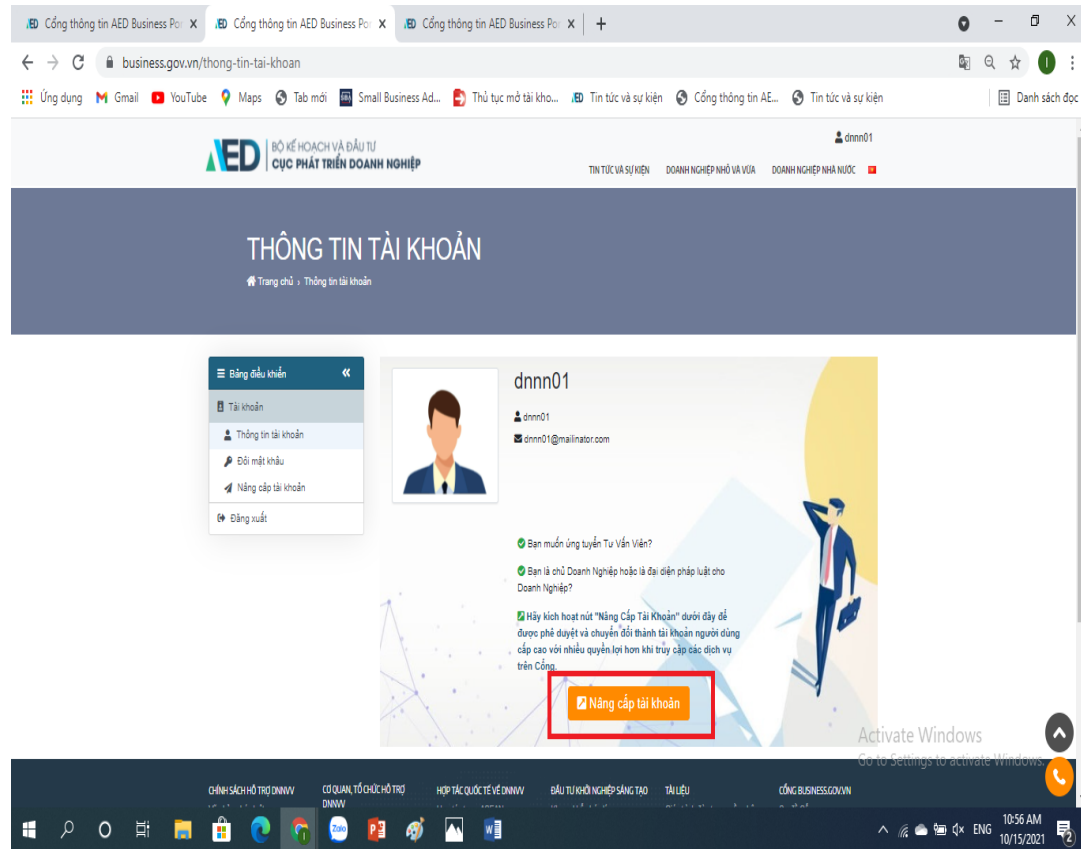 Cổng thông tin AED Business Por
Cổng thông tin AED Business Por
Cổng thông tin AED Business Por
business.gov.vn/thong-tin-tai-khoan
Ứng dụng Gmail YouTube Maps Tab mới Small Business Ad... Thủ tục mở tài kho... Tin tức và sự kiện Cổng thông tin AE... Tin tức và sự kiện Danh sách đọc
dnnn01
AED BỘ KẾ HOẠCH VÀ ĐẦU TƯ
CỤC PHÁT TRIỂN DOANH NGHIỆP
TIN TỨC VÀ SỰ KIỆN DOANH NGHIỆP NHỎ VÀ VỪA DOANH NGHIỆP NHÀ NƯỚC
THÔNG TIN TÀI KHOẢN
Trang chủ › Thông tin tài khoản
Bảng điều khiển
Tài khoản
Thông tin tài khoản
Đổi mật khẩu
Nâng cấp tài khoản
Đăng xuất
dnnn01
dnnn01
dnnn01@mailinator.com
Bạn muốn ứng tuyển Tư Vấn Viên?
Bạn là chủ Doanh Nghiệp hoặc là đại diện pháp luật cho
Doanh Nghiệp?
Hãy kích hoạt nút "Nâng Cấp Tài Khoản" dưới đây để
được phê duyệt và chuyển đổi thành tài khoản người dùng
cấp cao với nhiều quyền lợi hơn khi truy cập các dịch vụ
trên Cổng.
Nâng cấp tài khoản
Activate Windows
Go to Settings to activate Windows.
CHÍNH SÁCH HỖ TRỢ DNNVV CƠ QUAN, TỔ CHỨC HỖ TRỢ DNNVV HỢP TÁC QUỐC TẾ VỀ DNNVV ĐẦU TƯ KHỞI NGHIỆP SÁNG TẠO TÀI LIỆU CỔNG BUSINESS.GOV.VN
Zalo
ENG
10:56 AM
10/15/2021
2